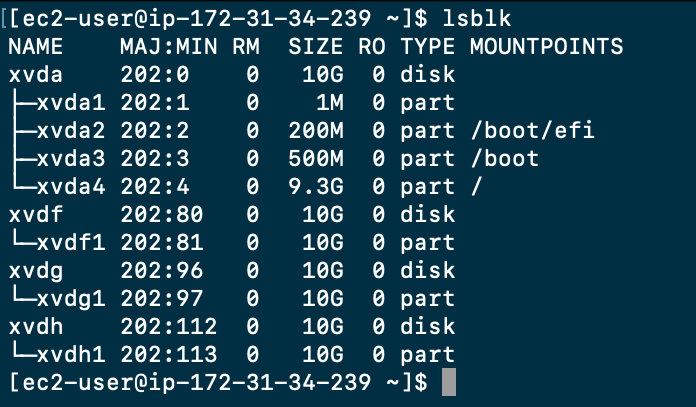 [[ec2-user@ip-172-31-34-239 ~]$ lsblk
NAME    MAJ:MIN RM  SIZE RO TYPE MOUNTPOINTS
xvda    202:0    0   10G  0 disk
├─xvda1 202:1    0    1M  0 part
├─xvda2 202:2    0  200M  0 part /boot/efi
├─xvda3 202:3    0  500M  0 part /boot
└─xvda4 202:4    0  9.3G  0 part /
xvdf    202:80   0   10G  0 disk
└─xvdf1 202:81   0   10G  0 part
xvdg    202:96   0   10G  0 disk
└─xvdg1 202:97   0   10G  0 part
xvdh    202:112  0   10G  0 disk
└─xvdh1 202:113  0   10G  0 part
[ec2-user@ip-172-31-34-239 ~]$